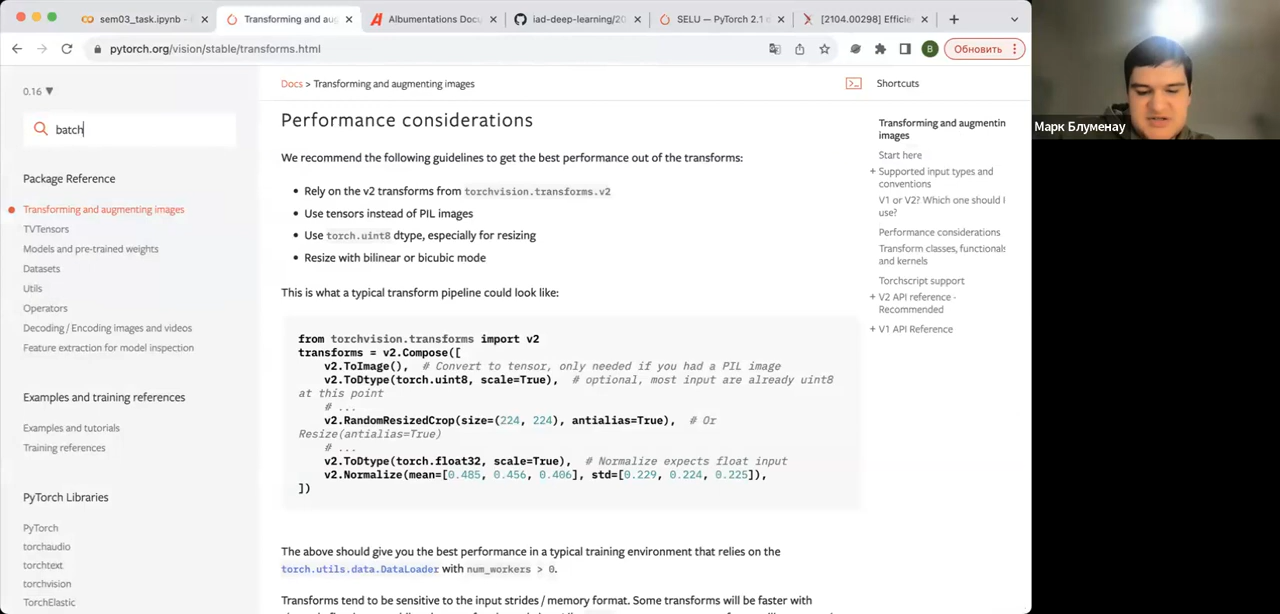 sem03_task.ipynb -
Transforming and aug
Albumentations Docu
iad-deep-learning/20
SELU — PyTorch 2.1 d
[2104.00298] Efficie
pytorch.org/vision/stable/transforms.html
B
Обновить
0.16 ▼
batch
Package Reference
Transforming and augmenting images
TVTensors
Models and pre-trained weights
Datasets
Utils
Operators
Decoding / Encoding images and videos
Feature extraction for model inspection
Examples and training references
Examples and tutorials
Training references
PyTorch Libraries
PyTorch
torchaudio
torchtext
torchvision
TorchElastic
Docs > Transforming and augmenting images
Performance considerations
We recommend the following guidelines to get the best performance out of the transforms:
• Rely on the v2 transforms from torchvision.transforms.v2
• Use tensors instead of PIL images
• Use torch.uint8 dtype, especially for resizing
• Resize with bilinear or bicubic mode
This is what a typical transform pipeline could look like:
from torchvision.transforms import v2
transforms = v2.Compose([
v2.ToImage(), # Convert to tensor, only needed if you had a PIL image
v2.ToDtype(torch.uint8, scale=True), # optional, most input are already uint8
at this point
# ...
v2.RandomResizedCrop(size=(224, 224), antialias=True), # Or
Resize(antialias=True)
# ...
v2.ToDtype(torch.float32, scale=True), # Normalize expects float input
v2.Normalize(mean=[0.485, 0.456, 0.406], std=[0.229, 0.224, 0.225]),
])
The above should give you the best performance in a typical training environment that relies on the
torch.utils.data.DataLoader with num_workers > 0.
Transforms tend to be sensitive to the input strides / memory format. Some transforms will be faster with
Shortcuts
Transforming and augmentin
images
Start here
+ Supported input types and
conventions
V1 or V2? Which one should I
use?
Performance considerations
Transform classes, functionals
and kernels
Torchscript support
+ V2 API reference -
Recommended
+ V1 API Reference
Марк Блуменау